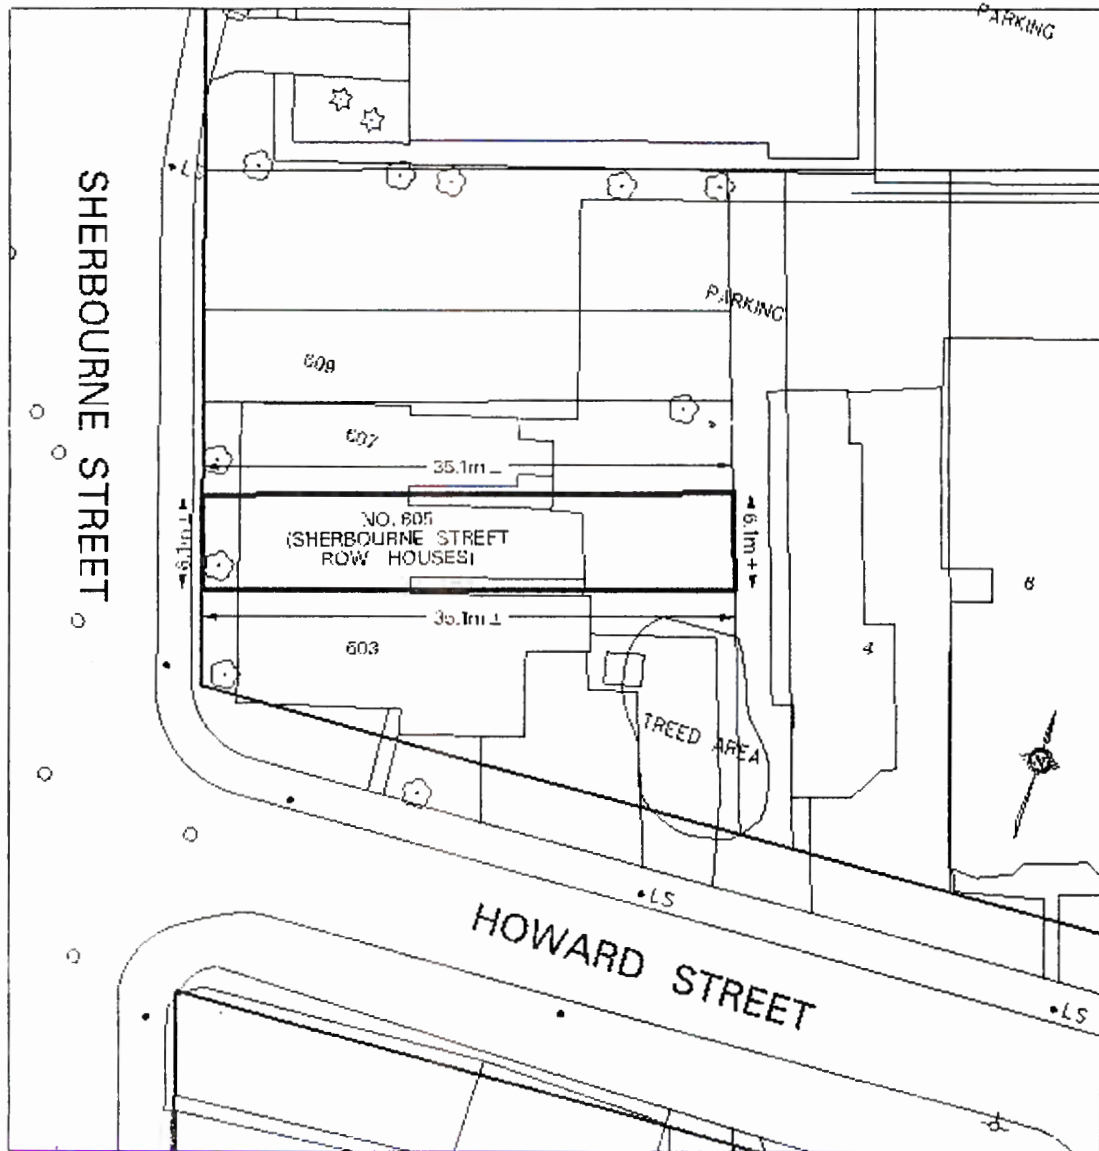 PARKING
LS
SHERBOURNE STREET
PARKING
609
607
35.1m ±
NO. 605
(SHERBOURNE STREET
ROW HOUSES)
6.1m ±
6.1m ±
35.1m ±
603
6
4
TREED AREA
N
LS
HOWARD STREET
LS